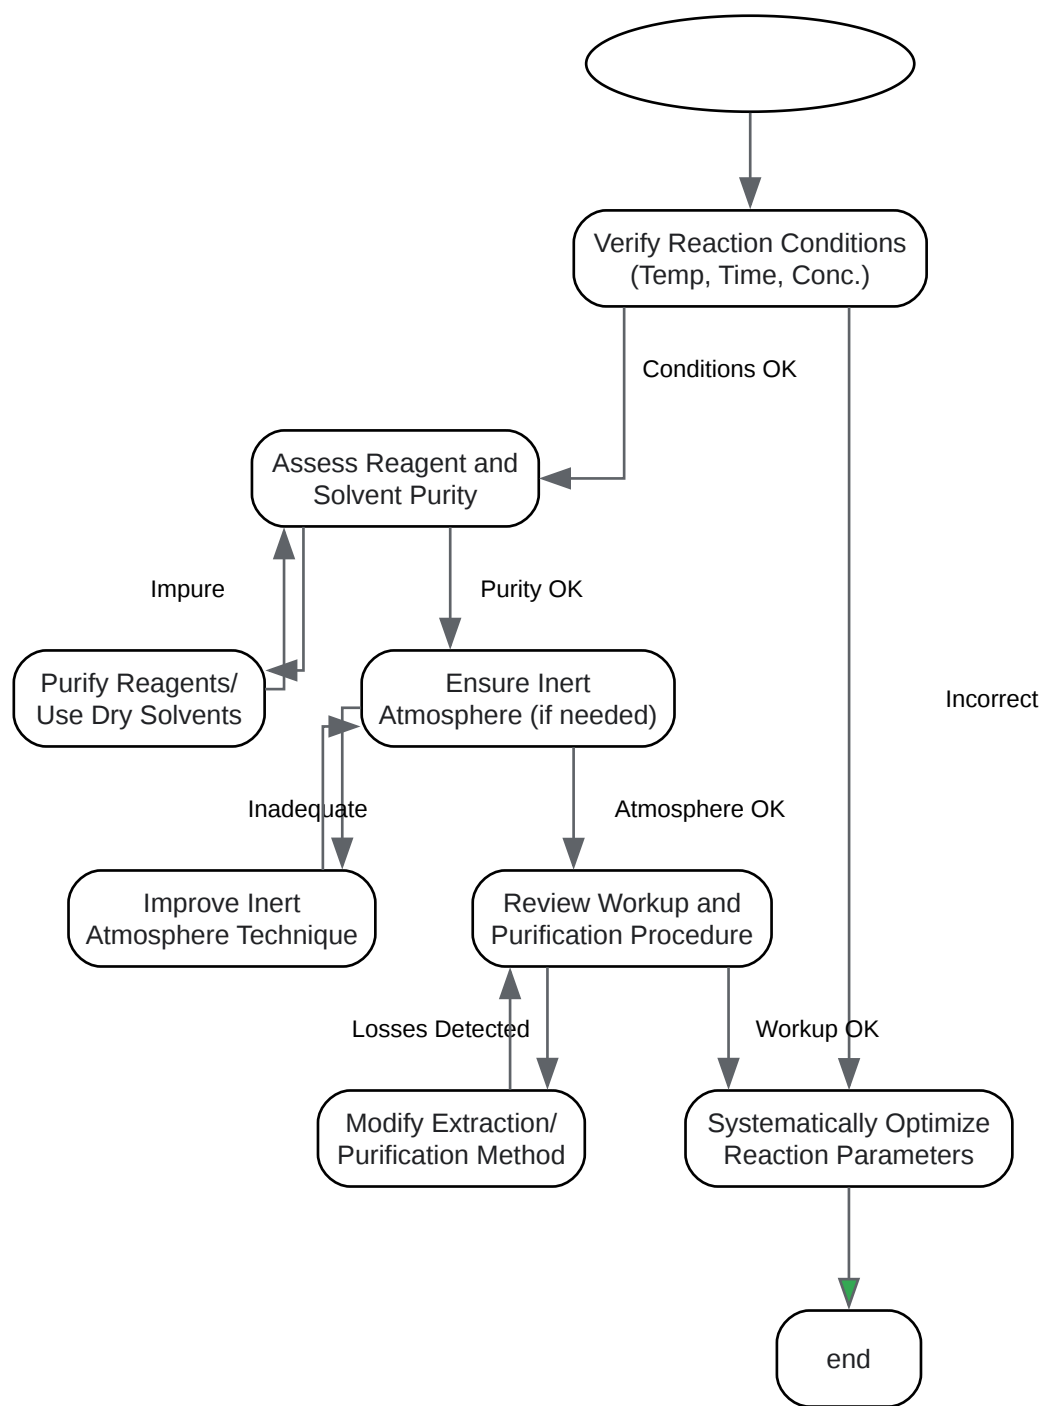 Verify Reaction Conditions
(Temp, Time, Conc.)
Conditions OK
Assess Reagent and
Solvent Purity
Impure
Purity OK
Purify Reagents/
Use Dry Solvents
Ensure Inert
Atmosphere (if needed)
Incorrect
Inadequate
Atmosphere OK
Improve Inert
Atmosphere Technique
Review Workup and
Purification Procedure
Losses Detected
Workup OK
Modify Extraction/
Purification Method
Systematically Optimize
Reaction Parameters
end